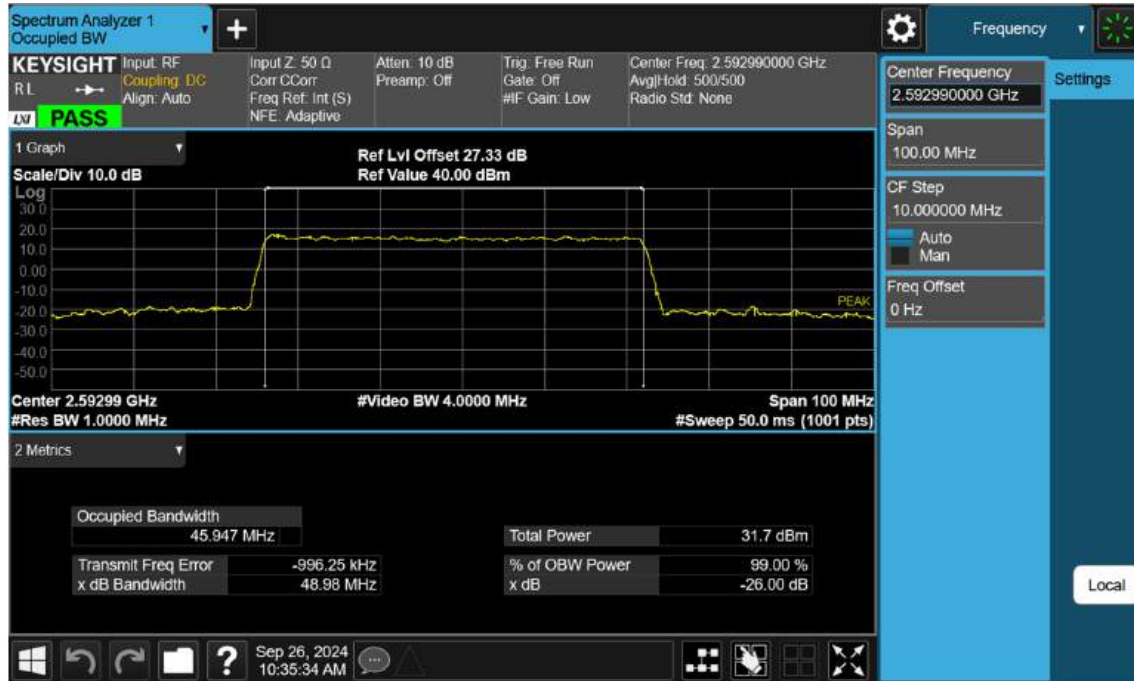 Spectrum Analyzer 1
Occupied BW
+
Frequency
KEYSIGHT
R L
LXI PASS
Input: RF
Coupling: DC
Align: Auto
Input Z: 50 Ω
Corr CCorr
Freq Ref: Int (S)
NFE: Adaptive
Atten: 10 dB
Preamp: Off
Trig: Free Run
Gate: Off
#IF Gain: Low
Center Freq: 2.592990000 GHz
Avg|Hold: 500/500
Radio Std: None
1 Graph
Scale/Div 10.0 dB
Ref Lvl Offset 27.33 dB
Ref Value 40.00 dBm
Log
30.0
20.0
10.0
0.00
-10.0
-20.0
-30.0
-40.0
-50.0
PEAK
Center 2.59299 GHz
#Video BW 4.0000 MHz
Span 100 MHz
#Res BW 1.0000 MHz
#Sweep 50.0 ms (1001 pts)
2 Metrics
Occupied Bandwidth
45.947 MHz
Total Power 31.7 dBm
Transmit Freq Error -996.25 kHz
% of OBW Power 99.00 %
x dB Bandwidth 48.98 MHz
x dB -26.00 dB
?
Sep 26, 2024
10:35:34 AM
Center Frequency
2.592990000 GHz
Settings
Span
100.00 MHz
CF Step
10.000000 MHz
Auto
Man
Freq Offset
0 Hz
Local